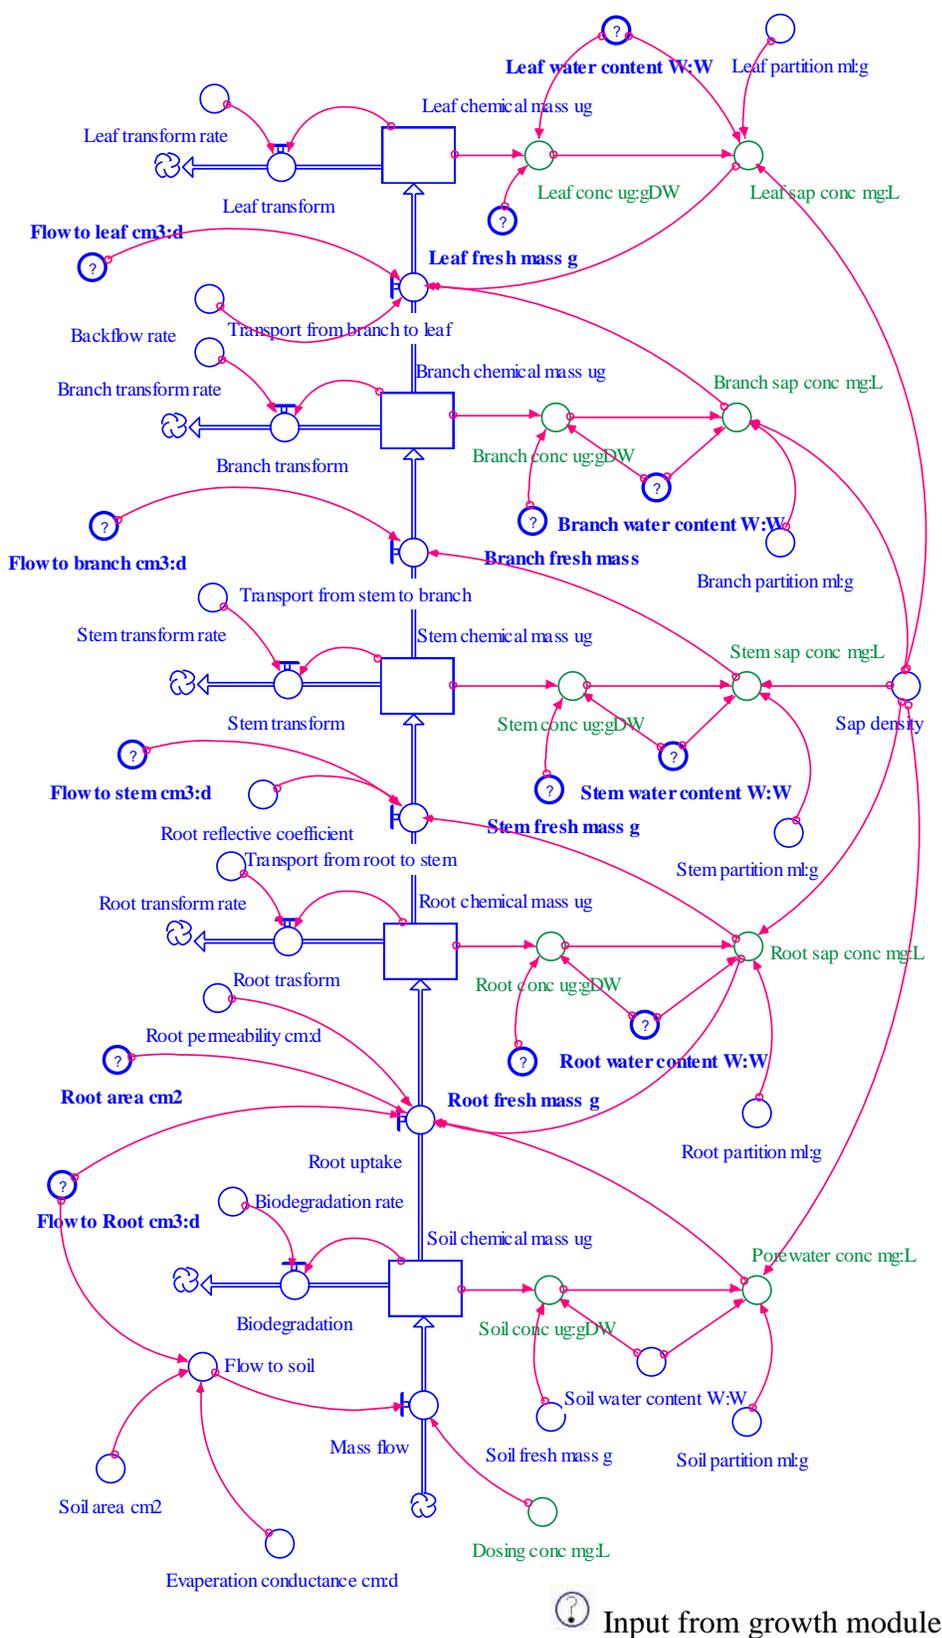 Leaf water content W:W
Leaf partition ml:g
Leaf chemical mass ug
Leaf transform rate
Leaf conc ug:gDW
Leaf sap conc mg:L
Leaf transform
Flow to leaf cm3:d
Leaf fresh mass g
Transport from branch to leaf
Backflow rate
Branch chemical mass ug
Branch sap conc mg:L
Branch transform rate
Branch conc ug:gDW
Branch transform
Branch water content W:W
Flow to branch cm3:d
Branch fresh mass
Branch partition ml:g
Transport from stem to branch
Stem transform rate
Stem chemical mass ug
Stem sap conc mg:L
Stem transform
Stem conc ug:gDW
Sap density
Flow to stem cm3:d
Stem water content W:W
Root reflective coefficient
Stem fresh mass g
Transport from root to stem
Stem partition ml:g
Root transform rate
Root chemical mass ug
Root sap conc mg:L
Root trasform
Root conc ug:gDW
Root permeability cm:d
Root water content W:W
Root area cm2
Root fresh mass g
Root partition ml:g
Root uptake
Biodegradation rate
Flow to Root cm3:d
Soil chemical mass ug
Porewater conc mg:L
Biodegradation
Soil conc ug:gDW
Flow to soil
Soil water content W:W
Mass flow
Soil fresh mass g
Soil partition ml:g
Soil area cm2
Dosing conc mg:L
Evaperation conductance cm:d
? Input from growth module